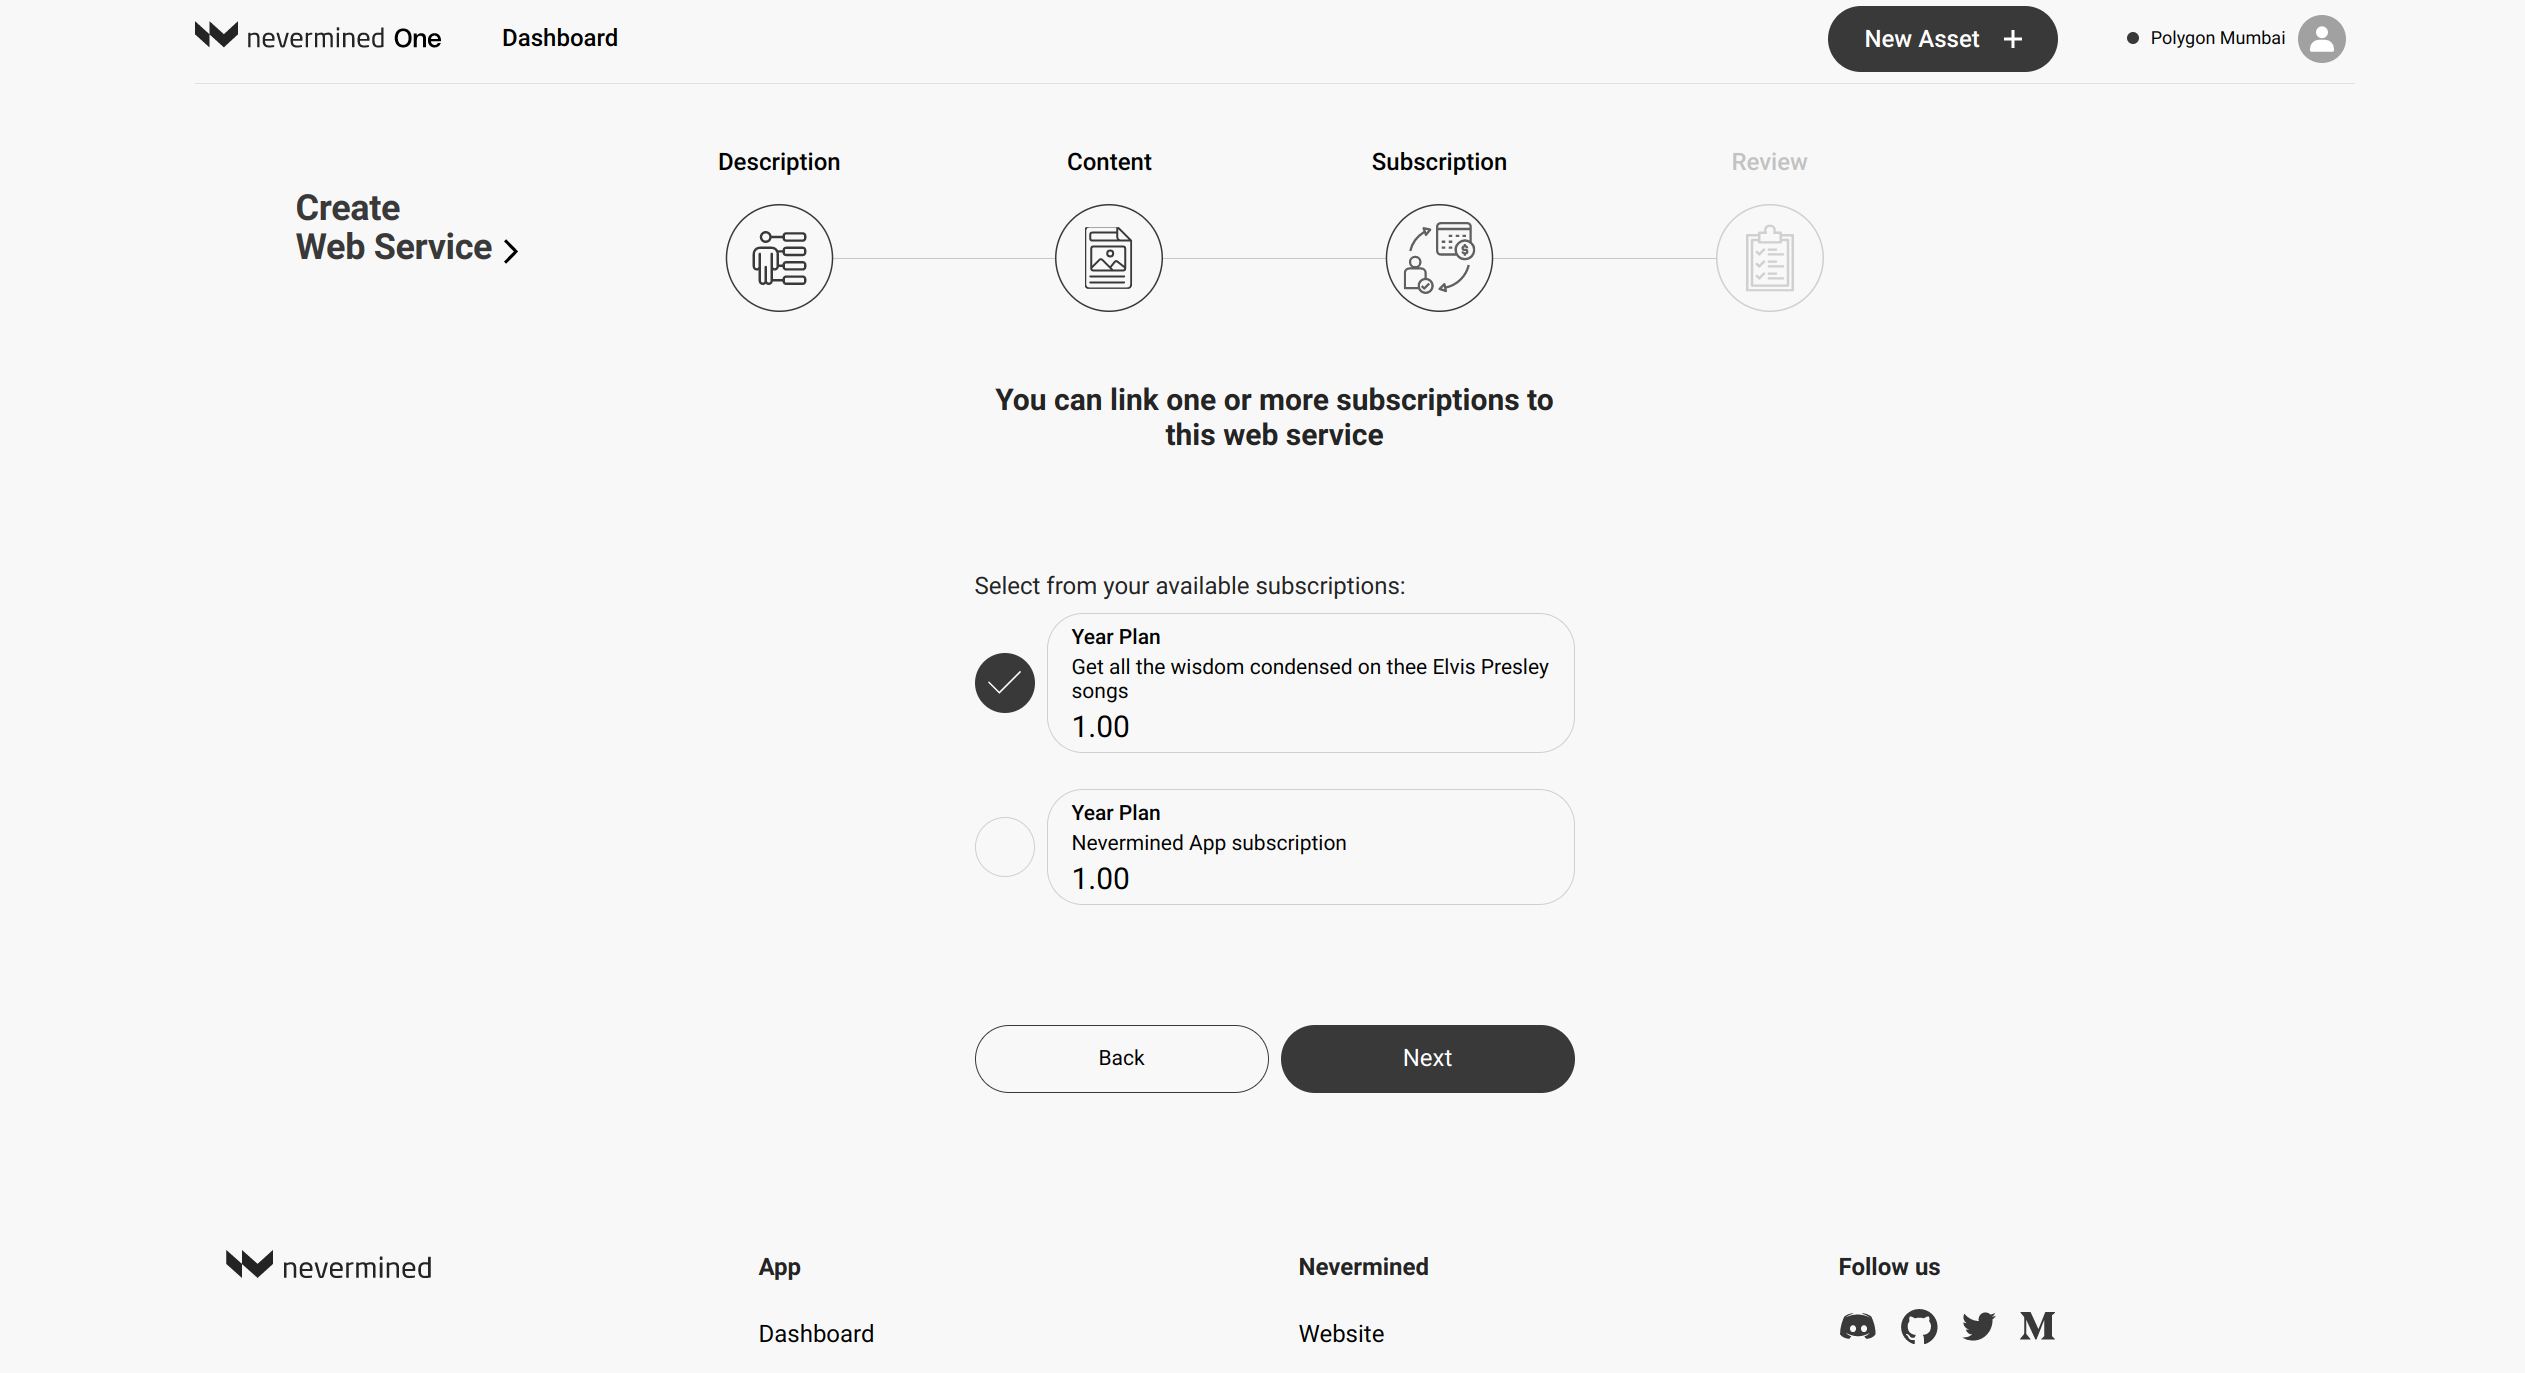 nevermined One
Dashboard
New Asset +
Polygon Mumbai
Create
Web Service
Description
Content
Subscription
Review
You can link one or more subscriptions to
this web service
Select from your available subscriptions:
Year Plan
Get all the wisdom condensed on thee Elvis Presley
songs
1.00
Year Plan
Nevermined App subscription
1.00
Back
Next
nevermined
App
Dashboard
Nevermined
Website
Follow us